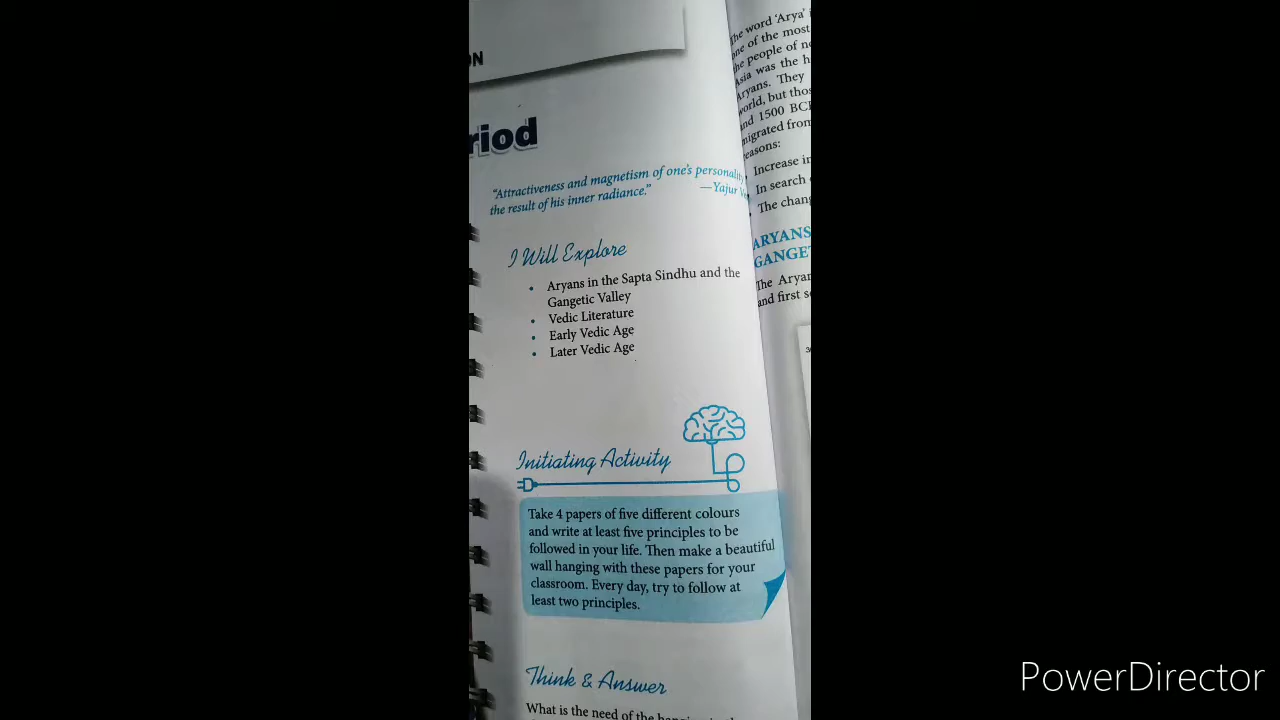 ON
riod
“Attractiveness and magnetism of one's personality
the result of his inner radiance.” —Yajur
I Will Explore
• Aryans in the Sapta Sindhu and the
Gangetic Valley
• Vedic Literature
• Early Vedic Age
• Later Vedic Age
Initiating Activity
Take 4 papers of five different colours
and write at least five principles to be
followed in your life. Then make a beautiful
wall hanging with these papers for your
classroom. Every day, try to follow at
least two principles.
Think & Answer
What is the need of the
The word ‘Arya’
one of the most
the people of
Asia was the
Aryans. They
world, but
and 1500
migrated from
reasons:
Increase in
In search
• The
ARYANS
GANGE
The
and first
PowerDirector